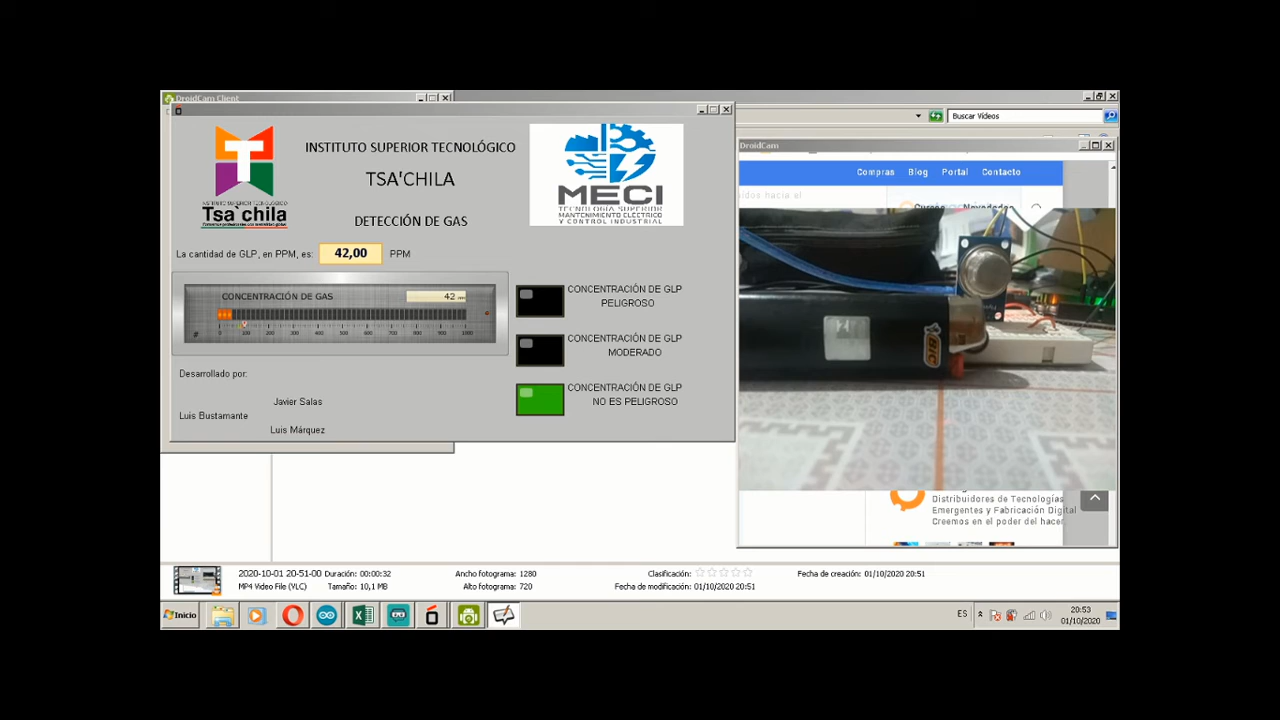 DroidCam Client
INSTITUTO SUPERIOR TECNOLÓGICO
TSA'CHILA
DETECCIÓN DE GAS
Tsa´chila
MECI
TECNOLOGÍA SUPERIOR
MANTENIMIENTO ELÉCTRICO
Y CONTROL INDUSTRIAL
La cantidad de GLP, en PPM, es: 42,00 PPM
CONCENTRACIÓN DE GAS 42
0 100 200 300 400 500 600 700 800 900 1000
CONCENTRACIÓN DE GLP
PELIGROSO
CONCENTRACIÓN DE GLP
MODERADO
CONCENTRACIÓN DE GLP
NO ES PELIGROSO
Desarrollado por:
Javier Salas
Luis Bustamante
Luis Márquez
Buscar Vídeos
DroidCam
Compras Blog Portal Contacto
BIC
Distribuidores de Tecnologías
Emergentes y Fabricación Digital
Creemos en el poder del hacer
2020-10-01 20-51-00 Duración: 00:00:32 Ancho fotograma: 1280 Clasificación: Fecha de creación: 01/10/2020 20:51
MP4 Video File (VLC) Tamaño: 10,1 MB Alto fotograma: 720 Fecha de modificación: 01/10/2020 20:51
Inicio
ES
20:53
01/10/2020